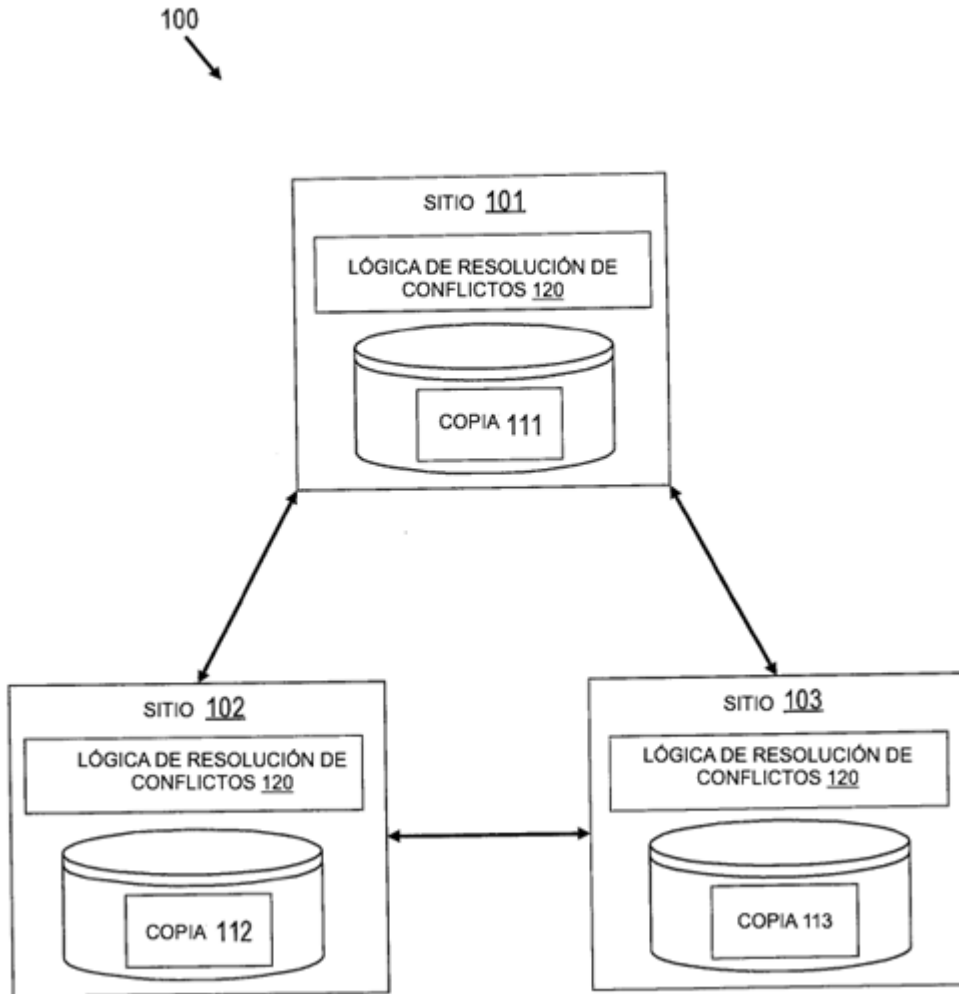 100
SITIO 101
LÓGICA DE RESOLUCIÓN DE
CONFLICTOS 120
COPIA 111
SITIO 102
LÓGICA DE RESOLUCIÓN DE
CONFLICTOS 120
COPIA 112
SITIO 103
LÓGICA DE RESOLUCIÓN DE
CONFLICTOS 120
COPIA 113